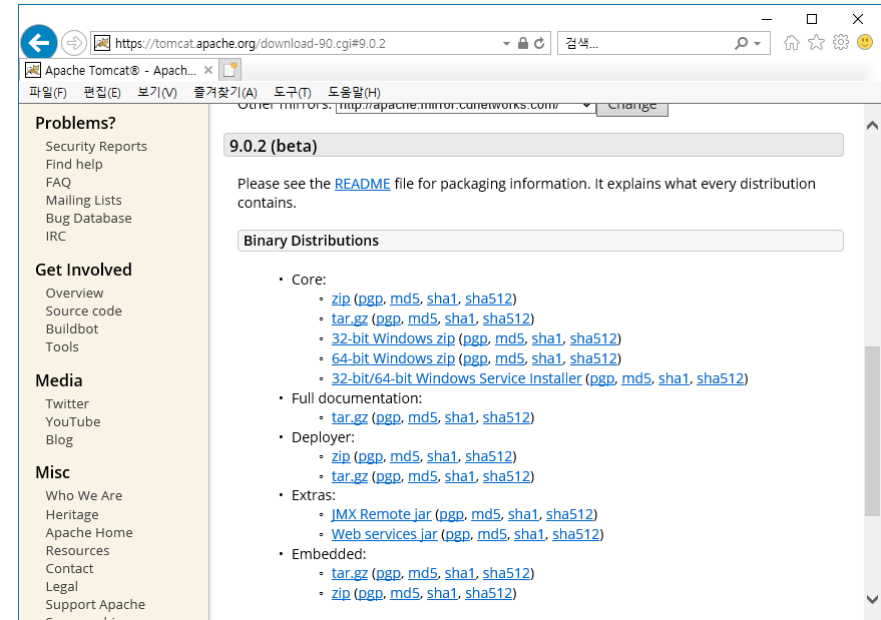 https://tomcat.apache.org/download-90.cgi#9.0.2
검색...
Apache Tomcat® - Apach...
파일(F) 편집(E) 보기(V) 즐겨찾기(A) 도구(T) 도움말(H)
Other mirrors: http://apache.mirror.cdnetworks.com/ Change
Problems?
Security Reports
Find help
FAQ
Mailing Lists
Bug Database
IRC
Get Involved
Overview
Source code
Buildbot
Tools
Media
Twitter
YouTube
Blog
Misc
Who We Are
Heritage
Apache Home
Resources
Contact
Legal
Support Apache
9.0.2 (beta)
Please see the README file for packaging information. It explains what every distribution
contains.
Binary Distributions
• Core:
◦ zip (pgp, md5, sha1, sha512)
◦ tar.gz (pgp, md5, sha1, sha512)
◦ 32-bit Windows zip (pgp, md5, sha1, sha512)
◦ 64-bit Windows zip (pgp, md5, sha1, sha512)
◦ 32-bit/64-bit Windows Service Installer (pgp, md5, sha1, sha512)
• Full documentation:
◦ tar.gz (pgp, md5, sha1, sha512)
• Deployer:
◦ zip (pgp, md5, sha1, sha512)
◦ tar.gz (pgp, md5, sha1, sha512)
• Extras:
◦ JMX Remote jar (pgp, md5, sha1, sha512)
◦ Web services jar (pgp, md5, sha1, sha512)
• Embedded:
◦ tar.gz (pgp, md5, sha1, sha512)
◦ zip (pgp, md5, sha1, sha512)